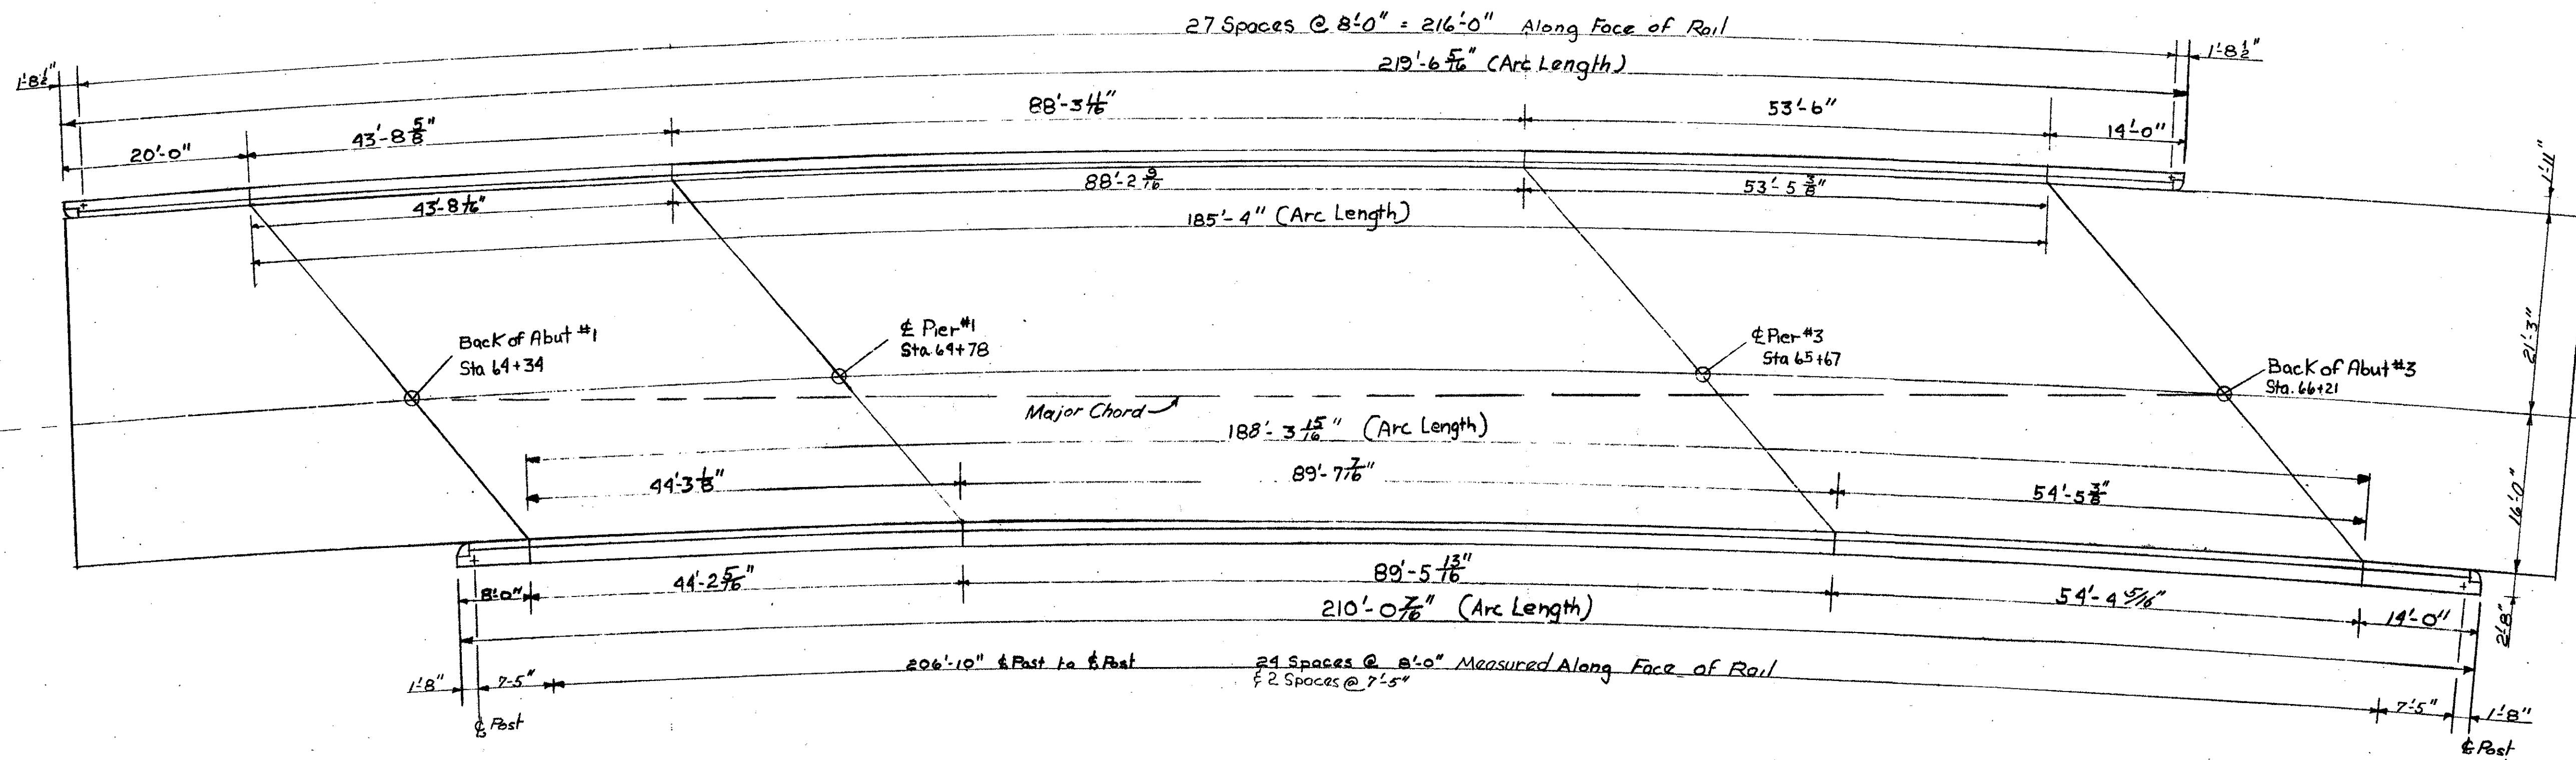 27 Spaces @ 8'-0" = 216'-0" Along Face of Rail
1'-8½"
219'-6 5/16" (Arc Length)
1'-8½"
88'-3 11/16"
53'-6"
43'-8 5/8"
20'-0"
14'-0"
1'-11"
88'-2 9/16
53'-5 3/8"
43'-8 1/16"
185'-4" (Arc Length)
Back of Abut #1
Sta 64+34
℄ Pier #1
Sta. 64+78
℄ Pier #3
Sta 65+67
Back of Abut #3
Sta. 66+21
21'-3"
Major Chord
188'-3 15/16" (Arc Length)
44'-3 1/8"
89'-7 7/16"
54'-5 3/8"
16'-0"
8'-0"
44'-2 5/16"
89'-5 13/16"
54'-4 5/16"
14'-0"
2'-8"
210'-0 7/16" (Arc Length)
206'-10" ℄ Post to ℄ Post
24 Spaces @ 8'-0" Measured Along Face of Rail
& 2 Spaces @ 7'-5"
1'-8"
7'-5"
7'-5"
1'-8"
℄ Post
℄ Post